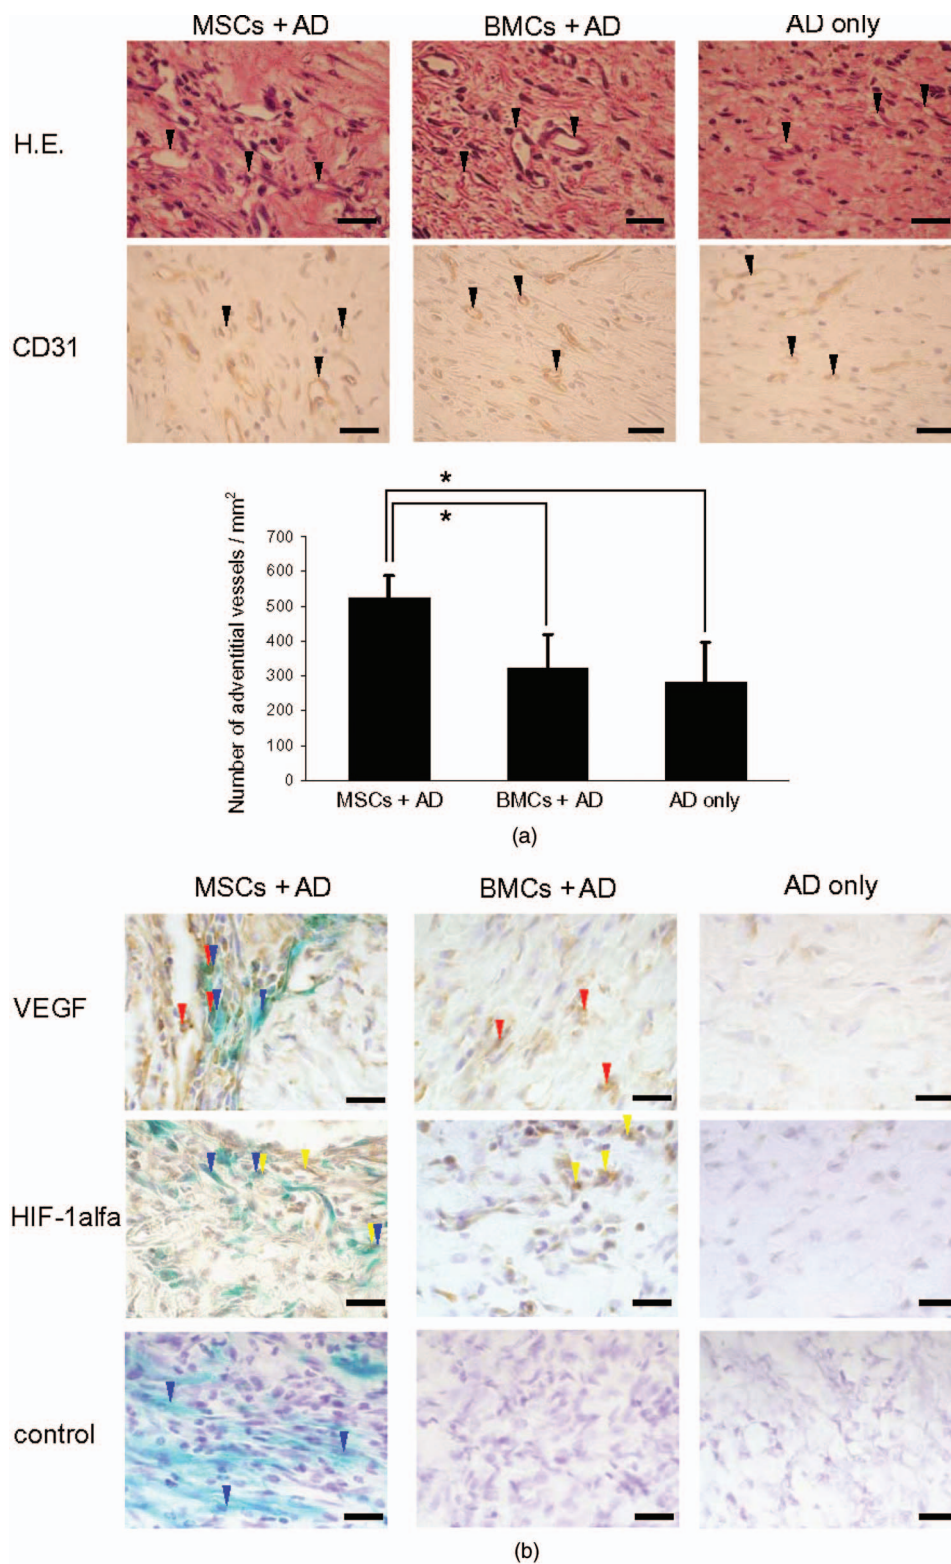 MSCs + AD BMCs + AD AD only
H.E.
CD31
*
*
Number of adventitial vessels / mm²
700
600
500
400
300
200
100
0
MSCs + AD BMCs + AD AD only
(a)
MSCs + AD BMCs + AD AD only
VEGF
HIF-1alfa
control
(b)